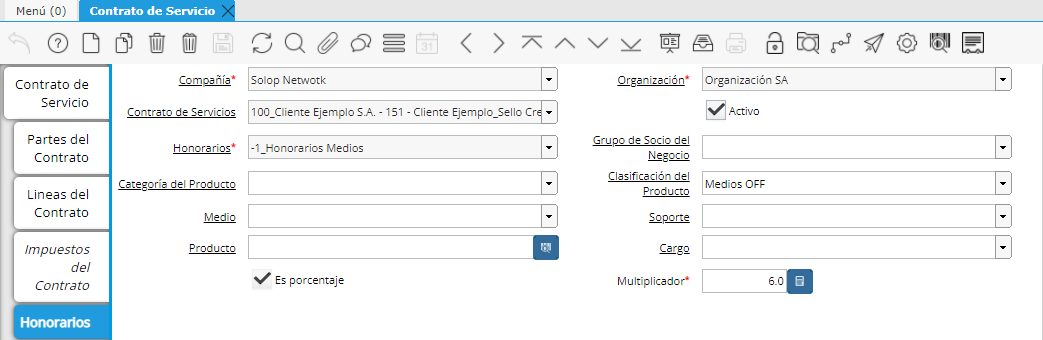 Menú (0)
Contrato de Servicio
31
Contrato de Servicio
Partes del Contrato
Lineas del Contrato
Impuestos del Contrato
Honorarios
Compañía* Solop Netwotk
Organización* Organización SA
Contrato de Servicios 100_Cliente Ejemplo S.A. - 151 - Cliente Ejemplo_Sello Cre
Activo
Honorarios* -1_Honorarios Medios
Grupo de Socio del Negocio
Categoría del Producto
Clasificación del Producto Medios OFF
Medio
Soporte
Producto
Cargo
Es porcentaje
Multiplicador* 6.0